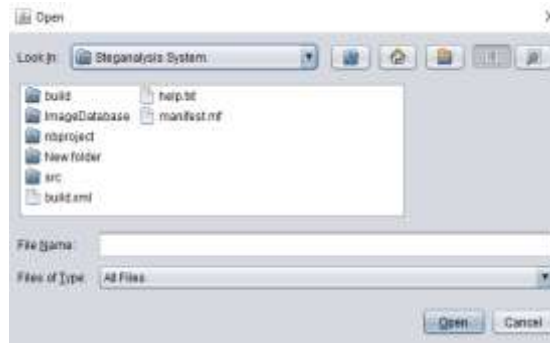 Open
Look In: Steganalysis System
build help.txt
ImageDatabase manifest.mf
nbproject
New folder
src
build.xml
File Name:
Files of Type: All Files
Open Cancel